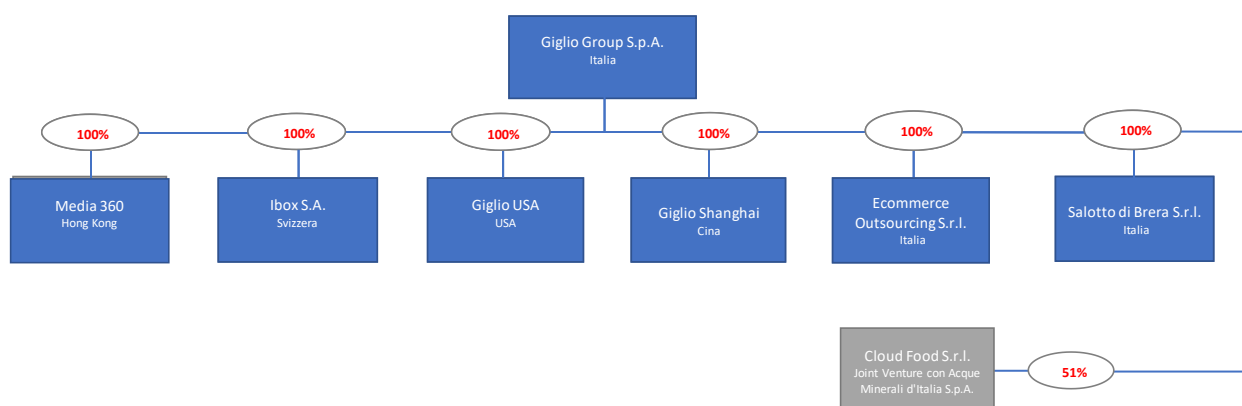 Giglio Group S.p.A.
Italia
100%
100%
100%
100%
100%
100%
Media 360
Hong Kong
Ibox S.A.
Svizzera
Giglio USA
USA
Giglio Shanghai
Cina
Ecommerce
Outsourcing S.r.l.
Italia
Salotto di Brera S.r.l.
Italia
Cloud Food S.r.l.
Joint Venture con Acque
Minerali d'Italia S.p.A.
51%